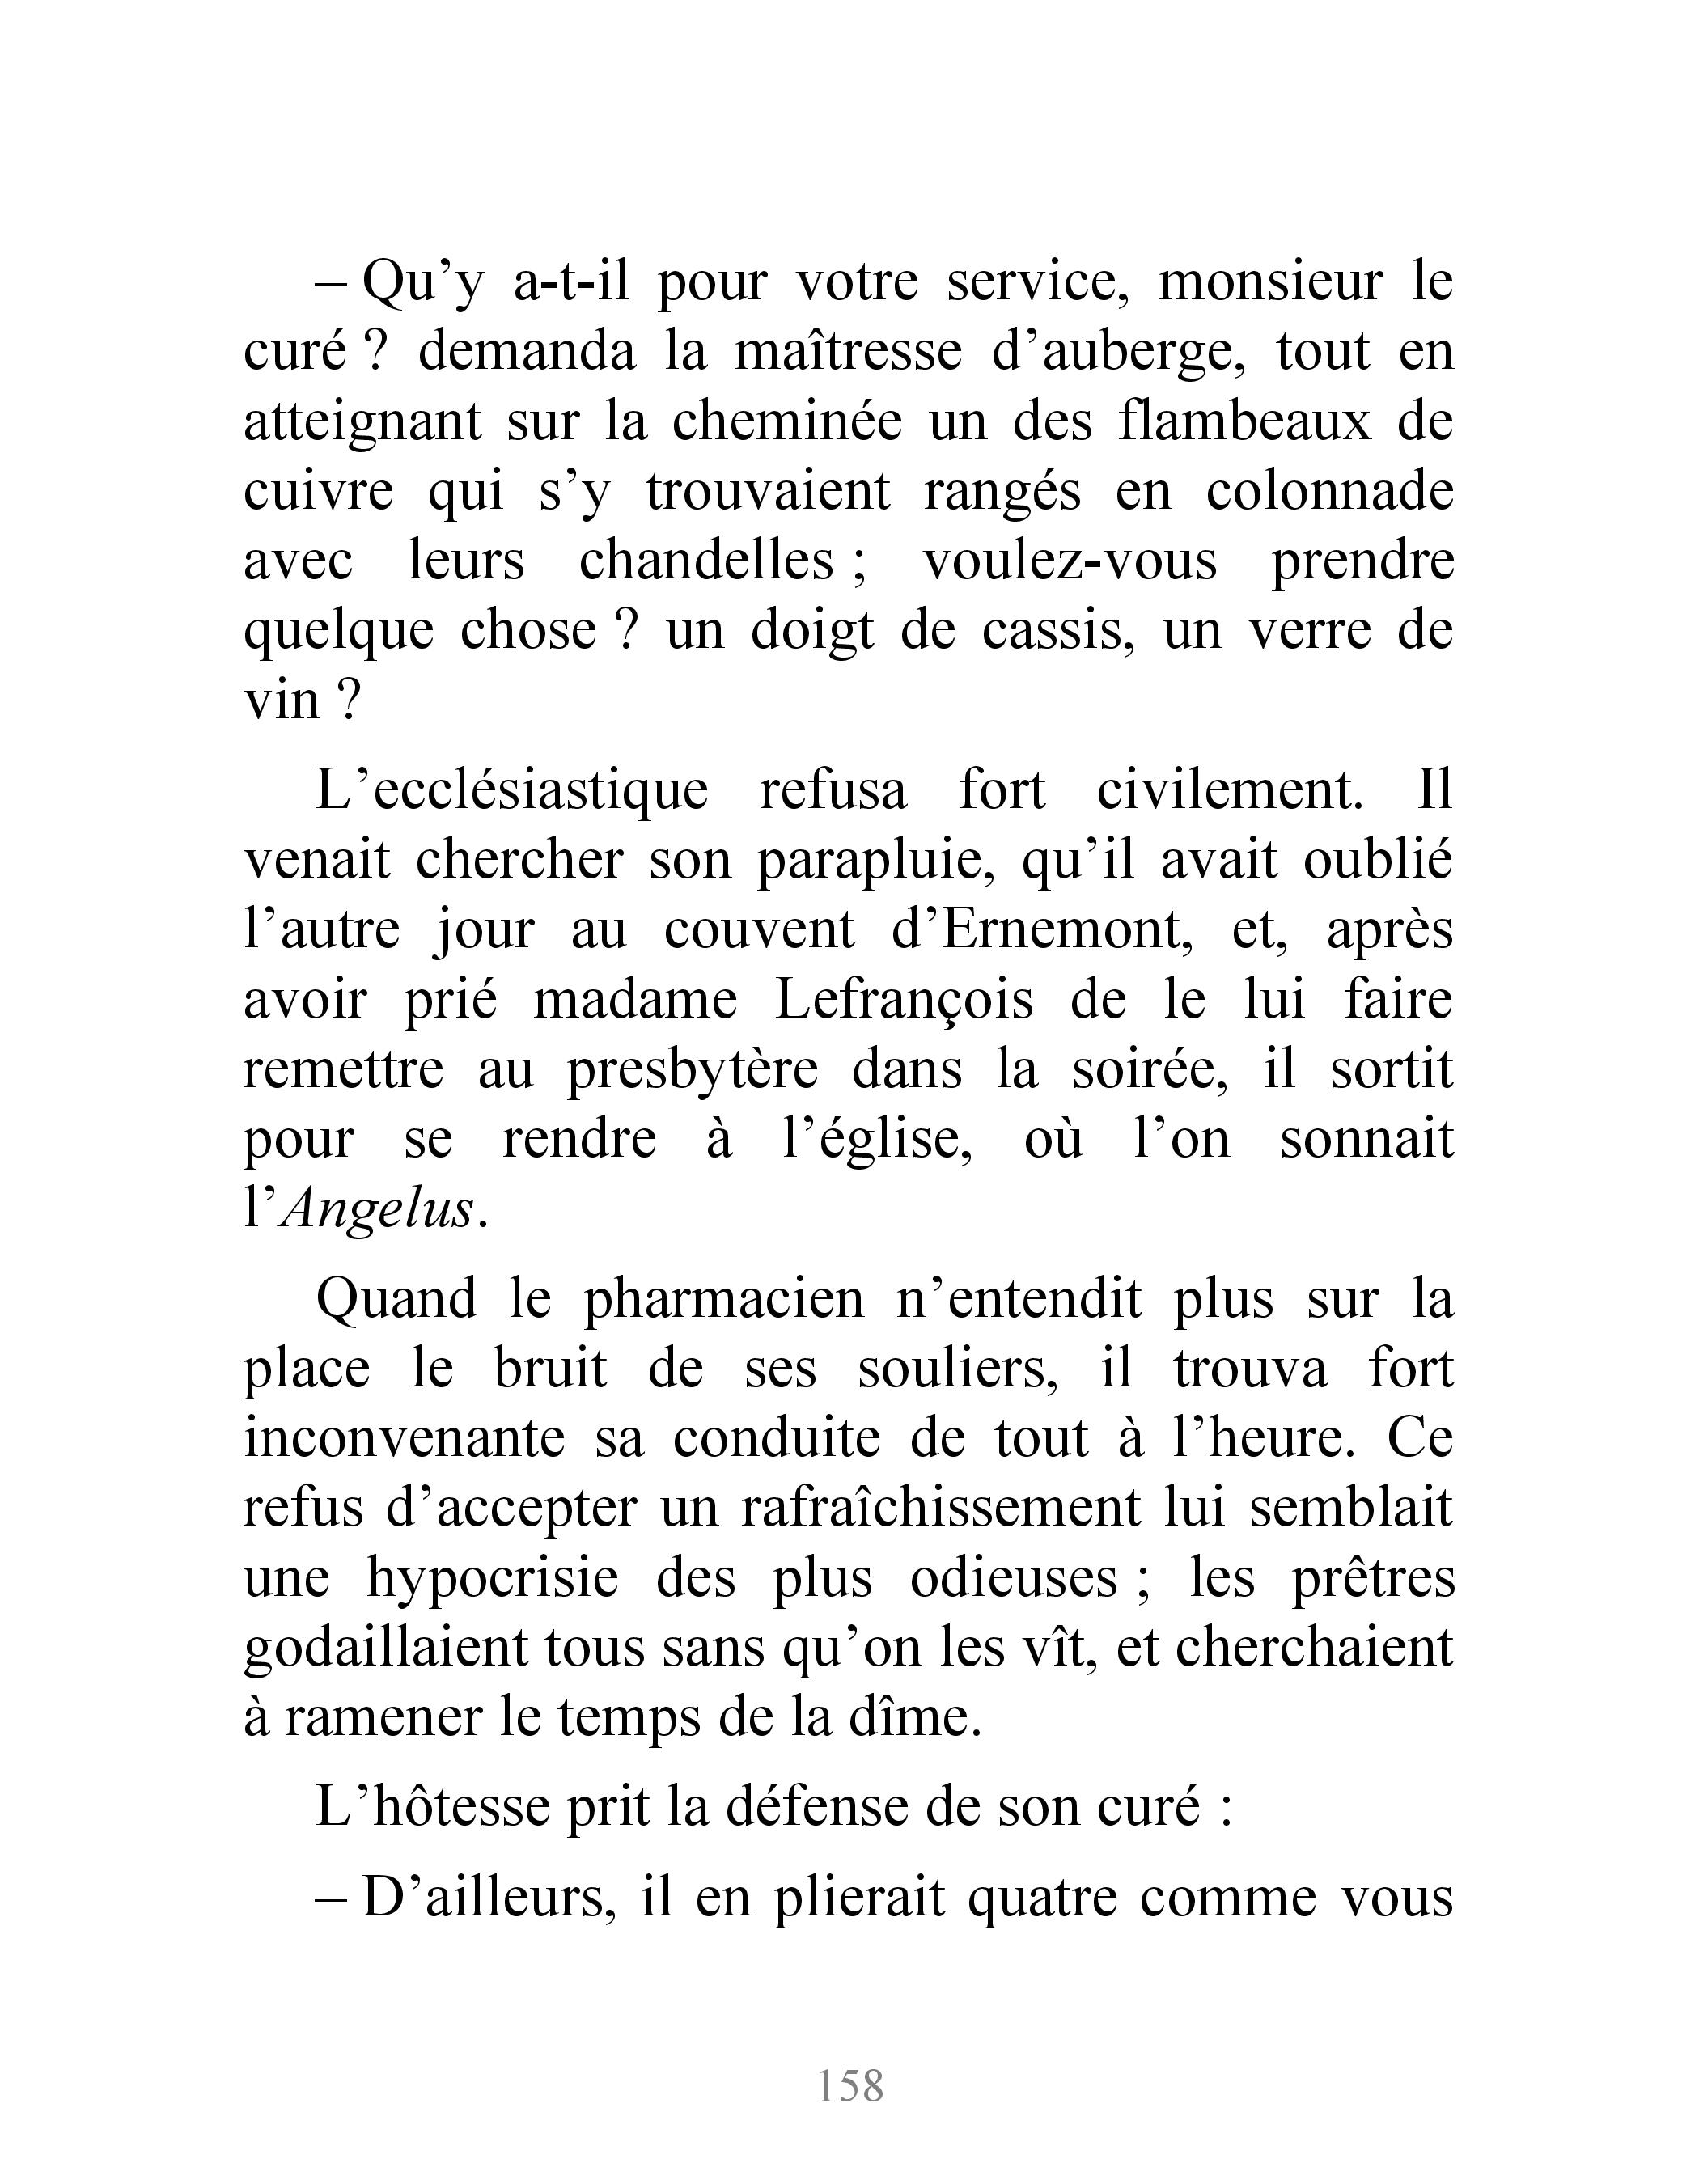 – Qu’y a-t-il pour votre service, monsieur le
curé ? demanda la maîtresse d’auberge, tout en
atteignant sur la cheminée un des flambeaux de
cuivre qui s’y trouvaient rangés en colonnade
avec leurs chandelles ; voulez-vous prendre
quelque chose ? un doigt de cassis, un verre de
vin ?
L’ecclésiastique refusa fort civilement. Il
venait chercher son parapluie, qu’il avait oublié
l’autre jour au couvent d’Ernemont, et, après
avoir prié madame Lefrançois de le lui faire
remettre au presbytère dans la soirée, il sortit
pour se rendre à l’église, où l’on sonnait
l’Angelus.
Quand le pharmacien n’entendit plus sur la
place le bruit de ses souliers, il trouva fort
inconvenante sa conduite de tout à l’heure. Ce
refus d’accepter un rafraîchissement lui semblait
une hypocrisie des plus odieuses ; les prêtres
godaillaient tous sans qu’on les vît, et cherchaient
à ramener le temps de la dîme.
L’hôtesse prit la défense de son curé :
– D’ailleurs, il en plierait quatre comme vous
158